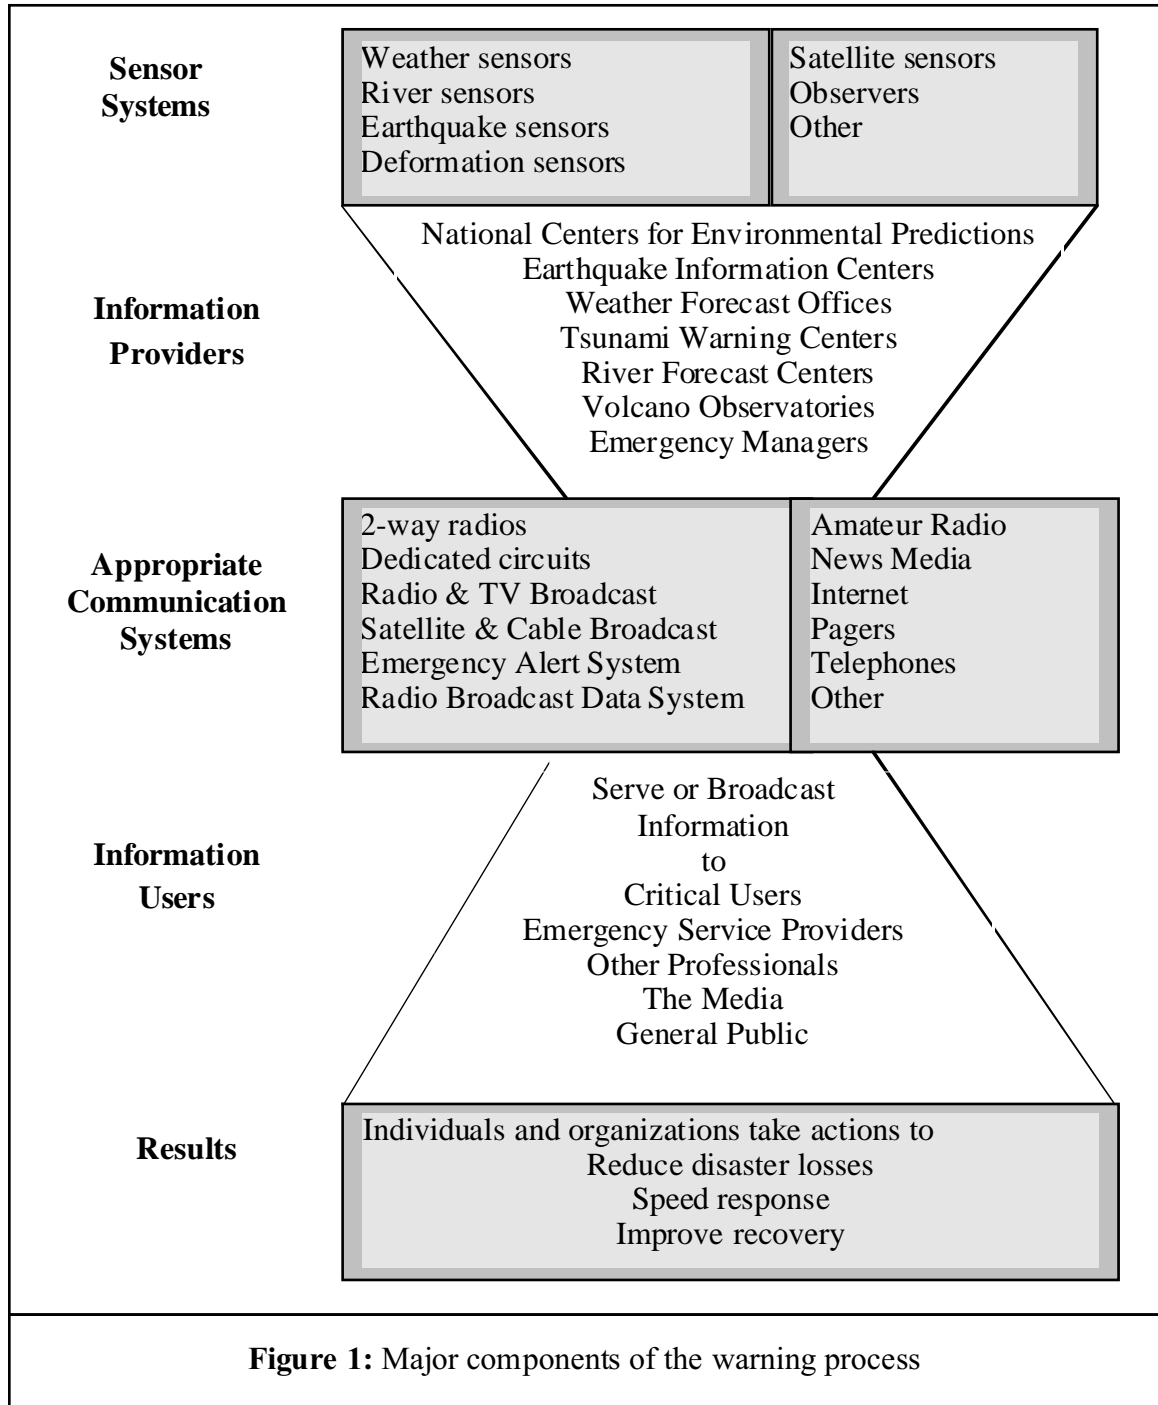 Sensor
Systems
Weather sensors
River sensors
Earthquake sensors
Deformation sensors
Satellite sensors
Observers
Other
Information
Providers
National Centers for Environmental Predictions
Earthquake Information Centers
Weather Forecast Offices
Tsunami Warning Centers
River Forecast Centers
Volcano Observatories
Emergency Managers
Appropriate
Communication
Systems
2-way radios
Dedicated circuits
Radio & TV Broadcast
Satellite & Cable Broadcast
Emergency Alert System
Radio Broadcast Data System
Amateur Radio
News Media
Internet
Pagers
Telephones
Other
Information
Users
Serve or Broadcast
Information
to
Critical Users
Emergency Service Providers
Other Professionals
The Media
General Public
Results
Individuals and organizations take actions to
Reduce disaster losses
Speed response
Improve recovery
Figure 1: Major components of the warning process